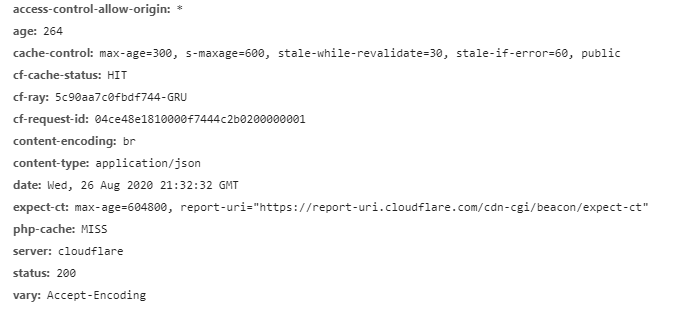 access-control-allow-origin: *
age: 264
cache-control: max-age=300, s-maxage=600, stale-while-revalidate=30, stale-if-error=60, public
cf-cache-status: HIT
cf-ray: 5c90aa7c0fbdf744-GRU
cf-request-id: 04ce48e1810000f7444c2b0200000001
content-encoding: br
content-type: application/json
date: Wed, 26 Aug 2020 21:32:32 GMT
expect-ct: max-age=604800, report-uri="https://report-uri.cloudflare.com/cdn-cgi/beacon/expect-ct"
php-cache: MISS
server: cloudflare
status: 200
vary: Accept-Encoding